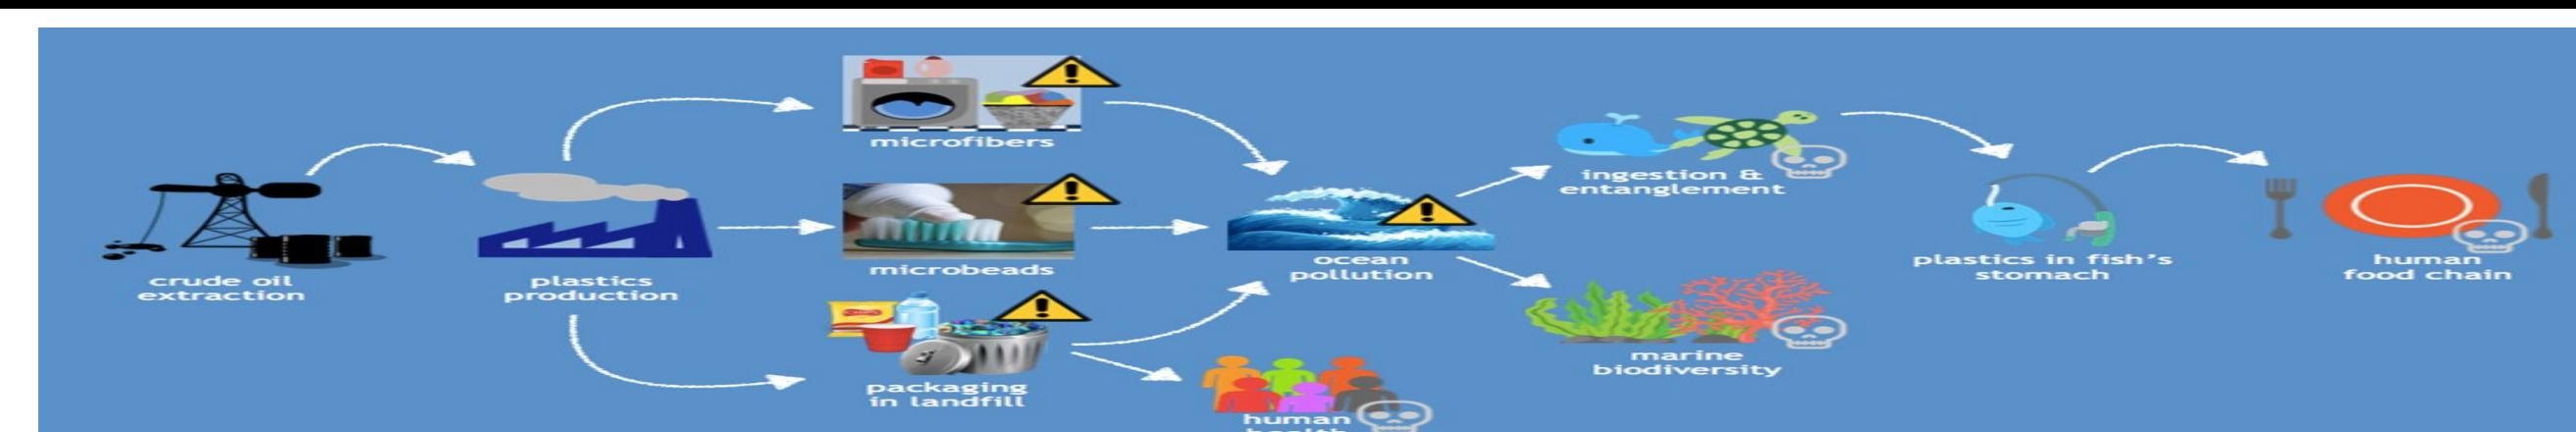 crude oil
extraction
plastics
production
microfibers
microbeads
packaging
in landfill
ocean
pollution
human
ingestion &
entanglement
marine
biodiversity
plastics in fish's
stomach
human
food chain